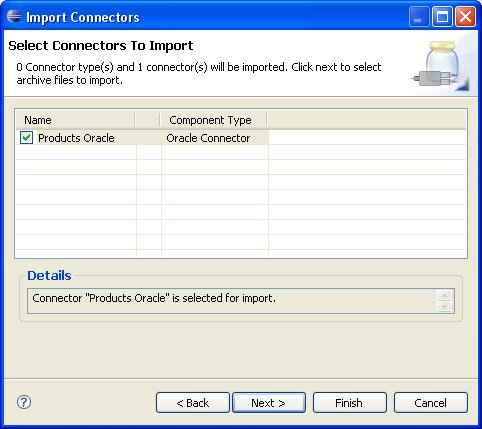 Import Connectors
Select Connectors To Import
0 Connector type(s) and 1 connector(s) will be imported. Click next to select
archive files to import.
Name Component Type
Products Oracle Oracle Connector
Details
Connector "Products Oracle" is selected for import.
? < Back Next > Finish Cancel